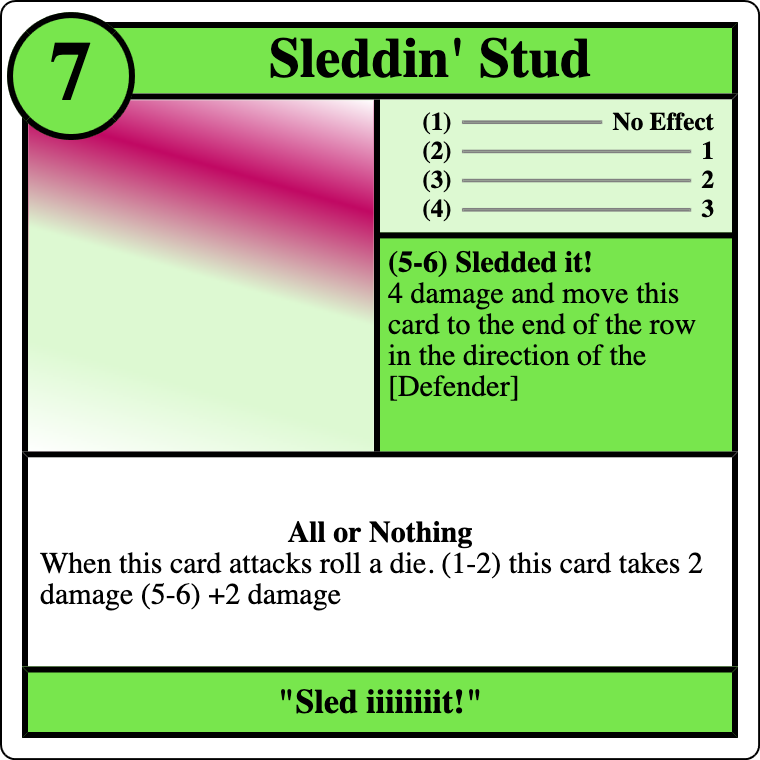 7
Sleddin' Stud
(1) No Effect
(2) 1
(3) 2
(4) 3
(5-6) Sledded it!
4 damage and move this
card to the end of the row
in the direction of the
[Defender]
All or Nothing
When this card attacks roll a die. (1-2) this card takes 2
damage (5-6) +2 damage
"Sled iiiiiiiit!"